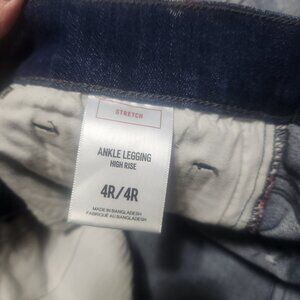 STRETCH
ANKLE LEGGING
HIGH RISE
4R/4R
MADE IN BANGLADESH
FABRIQUÉ AU BANGLADESH